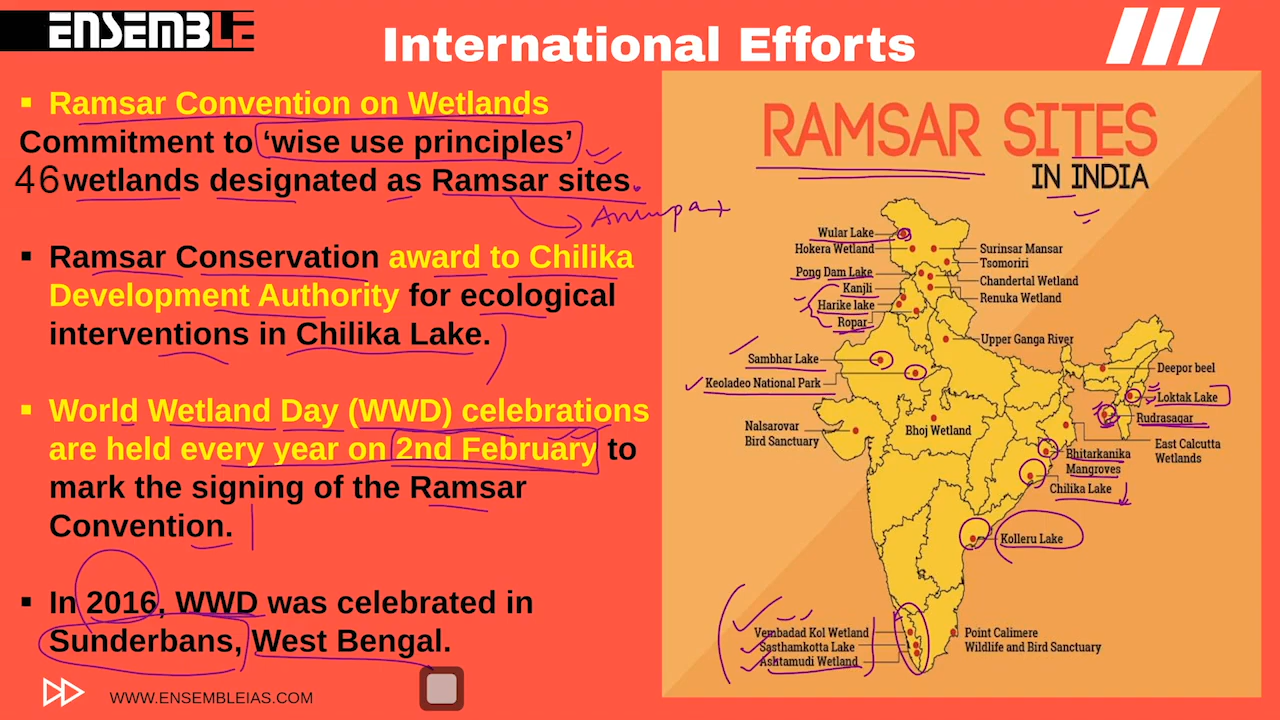 ENSEMBLE
International Efforts
▪ Ramsar Convention on Wetlands
Commitment to ‘wise use principles’
46 wetlands designated as Ramsar sites.
▪ Ramsar Conservation award to Chilika
Development Authority for ecological
interventions in Chilika Lake.
▪ World Wetland Day (WWD) celebrations
are held every year on 2nd February to
mark the signing of the Ramsar
Convention.
▪ In 2016, WWD was celebrated in
Sunderbans, West Bengal.
WWW.ENSEMBLEIAS.COM
RAMSAR SITES
IN INDIA
Wular Lake
Hokera Wetland
Pong Dam Lake
Kanjli
Harike lake
Ropar
Sambhar Lake
Keoladeo National Park
Nalsarovar
Bird Sanctuary
Bhoj Wetland
Surinsar Mansar
Tsomoriri
Chandertal Wetland
Renuka Wetland
Upper Ganga River
Deepor beel
Loktak Lake
Rudrasagar
East Calcutta
Wetlands
Bhitarkanika
Mangroves
Chilika Lake
Kolleru Lake
Vembadad Kol Wetland
Sasthamkotta Lake
Ashtamudi Wetland
Point Calimere
Wildlife and Bird Sanctuary